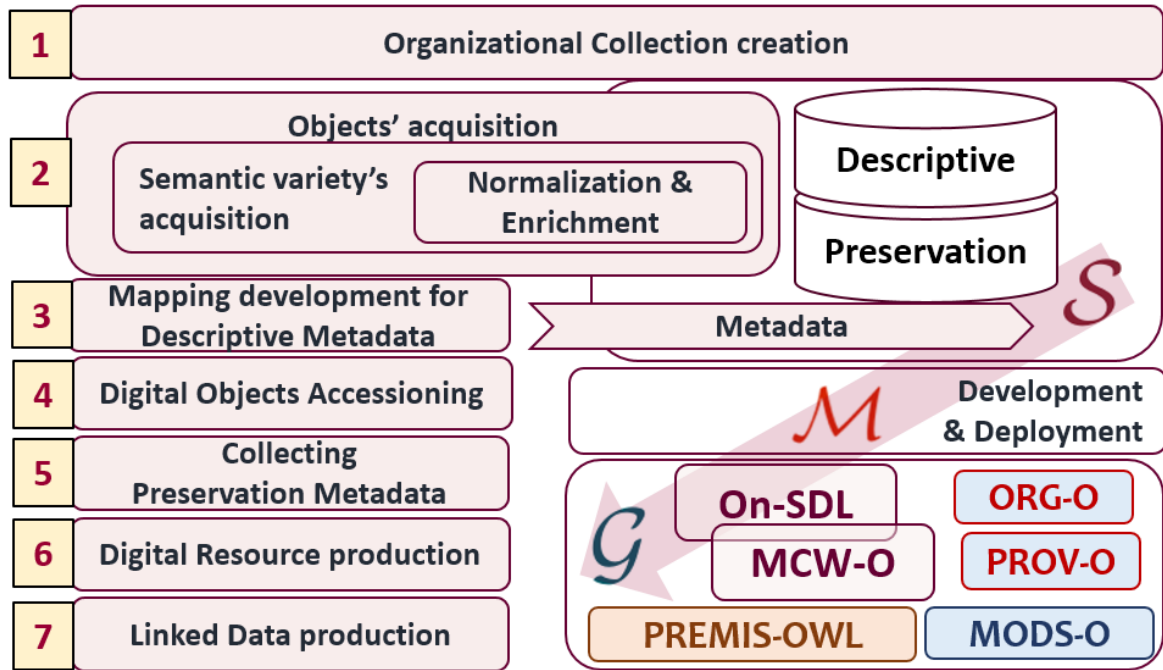 1
Organizational Collection creation
2
Objects' acquisition
Semantic variety's
acquisition
Normalization &
Enrichment
Descriptive
Preservation
S
3
Mapping development for
Descriptive Metadata
Metadata
4
Digital Objects Accessioning
M
Development
& Deployment
5
Collecting
Preservation Metadata
On-SDL
ORG-O
6
Digital Resource production
G
MCW-O
PROV-O
7
Linked Data production
PREMIS-OWL
MODS-O